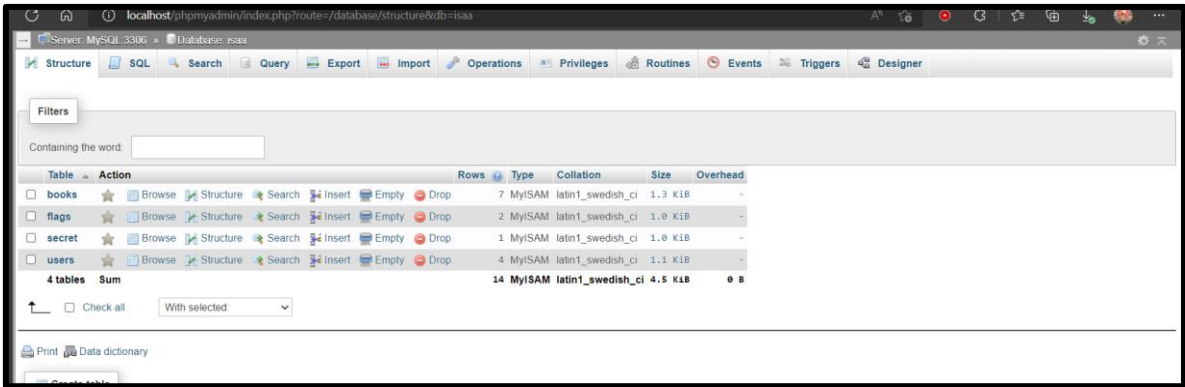 localhost/phpmyadmin/index.php?route=/database/structure&db=isaa
Server: MySQL:3306 » Database: isaa
Structure SQL Search Query Export Import Operations Privileges Routines Events Triggers Designer
Filters
Containing the word:
Table Action Rows Type Collation Size Overhead
books Browse Structure Search Insert Empty Drop 7 MyISAM latin1_swedish_ci 1.3 KiB -
flags Browse Structure Search Insert Empty Drop 2 MyISAM latin1_swedish_ci 1.0 KiB -
secret Browse Structure Search Insert Empty Drop 1 MyISAM latin1_swedish_ci 1.0 KiB -
users Browse Structure Search Insert Empty Drop 4 MyISAM latin1_swedish_ci 1.1 KiB -
4 tables Sum 14 MyISAM latin1_swedish_ci 4.5 KiB 0 B
Check all With selected:
Print Data dictionary
Create table